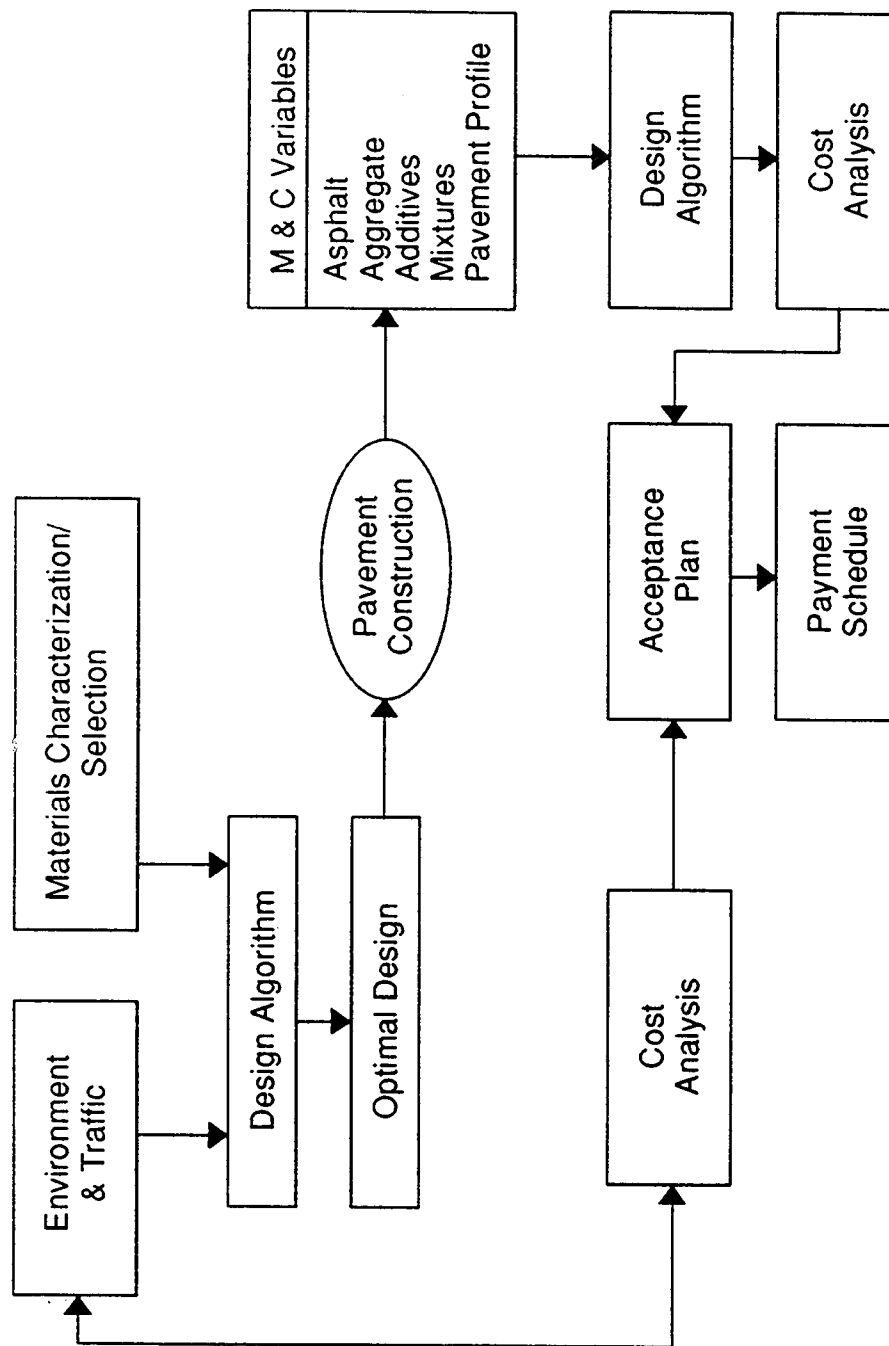 Environment
& Traffic
Materials Characterization/
Selection
Design Algorithm
Optimal Design
Pavement
Construction
M & C Variables
Asphalt
Aggregate
Additives
Mixtures
Pavement Profile
Design
Algorithm
Cost
Analysis
Cost
Analysis
Acceptance
Plan
Payment
Schedule